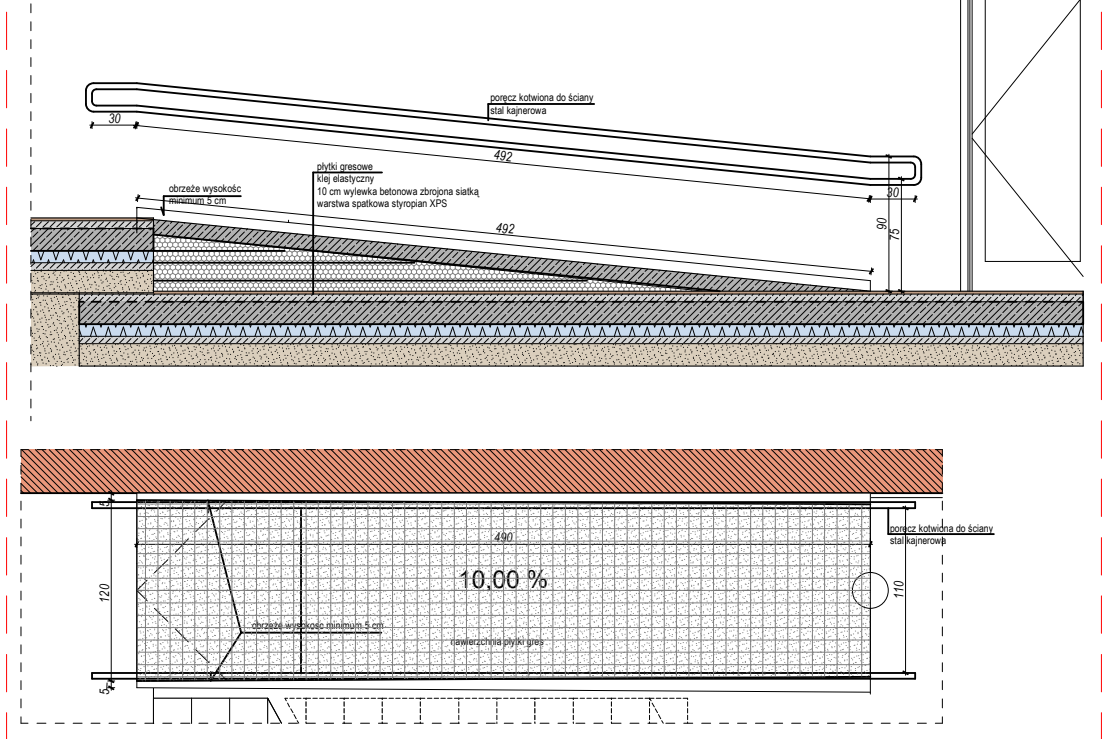 poręcz kotwiona do ściany
stal kajnerowa
30
492
płytki gresowe
klej elastyczny
10 cm wylewka betonowa zbrojona siatką
warstwa spatkowa styropian XPS
obrzeże wysokośc
minimum 5 cm
30
492
90
75
5
poręcz kotwiona do ściany
stal kajnerowa
490
10,00 %
120
110
obrzeże wysokośc minimum 5 cm
nawierzchnia płytki gres
5